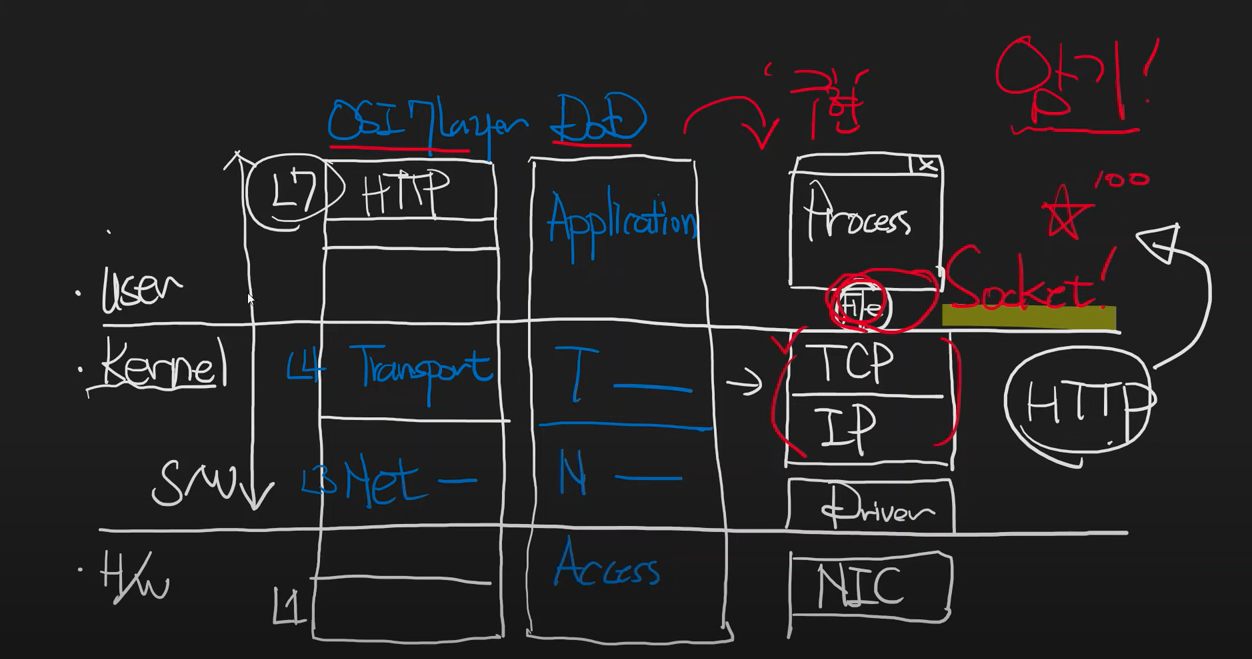 암기!
구현
OSI 7 Layer DoD
L7 HTTP
Application
Process
100
· User
File
Socket!
· Kernel
L4 Transport
T
TCP
HTTP
IP
S/W
L3 Net
N
Driver
· H/W
Access
NIC
L1